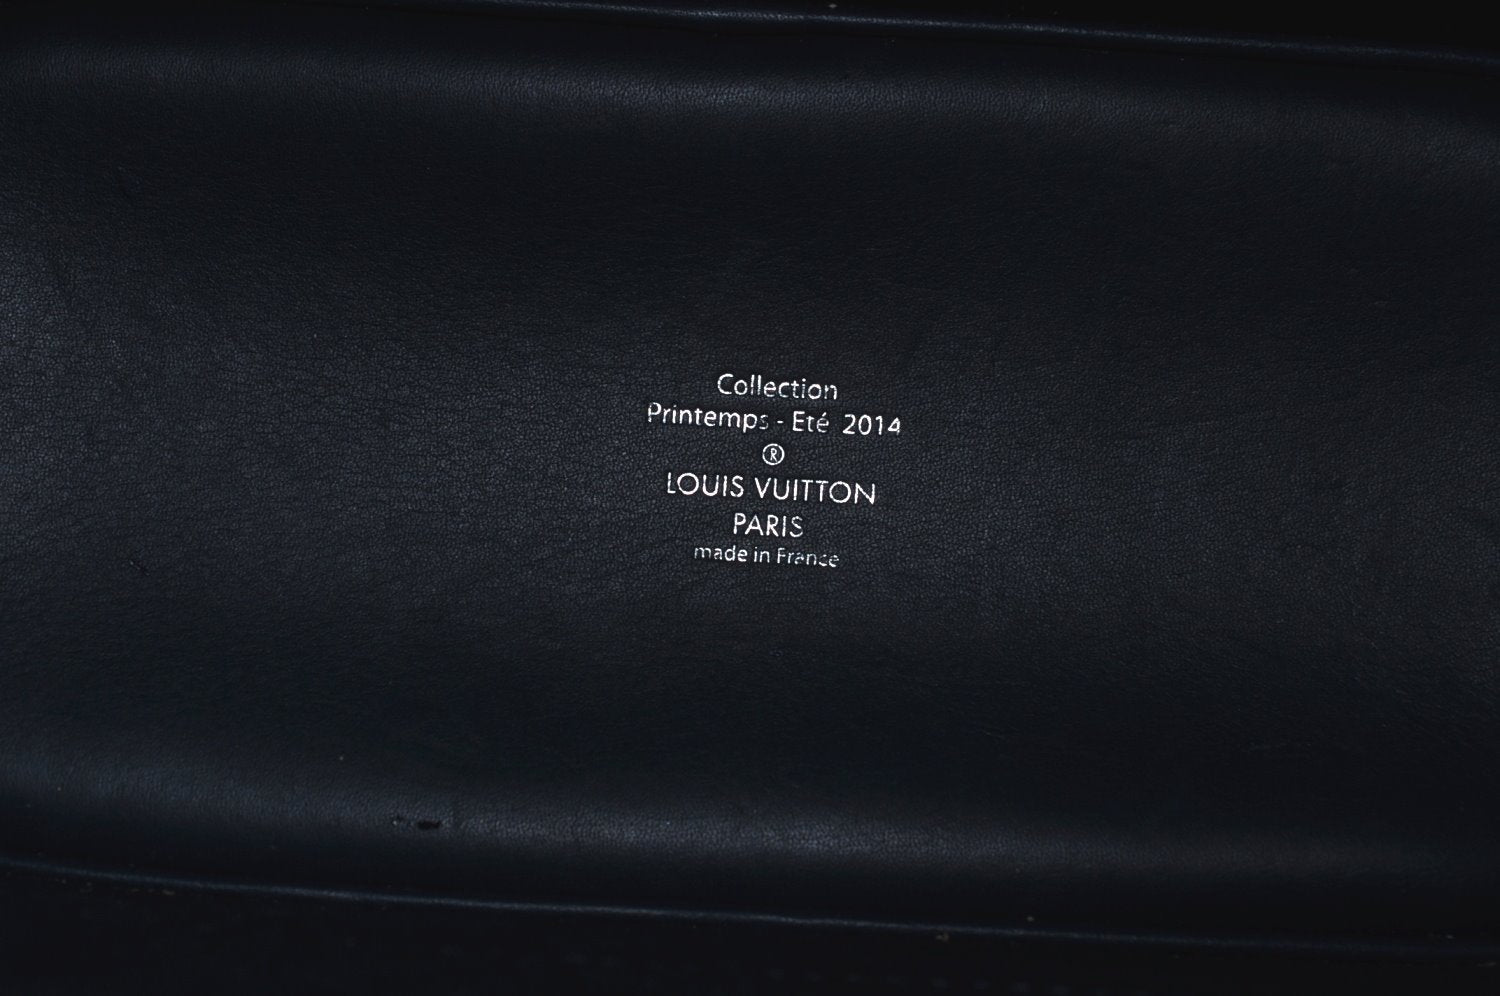 Collection
Printemps - Eté 2014
®
LOUIS VUITTON
PARIS
made in France